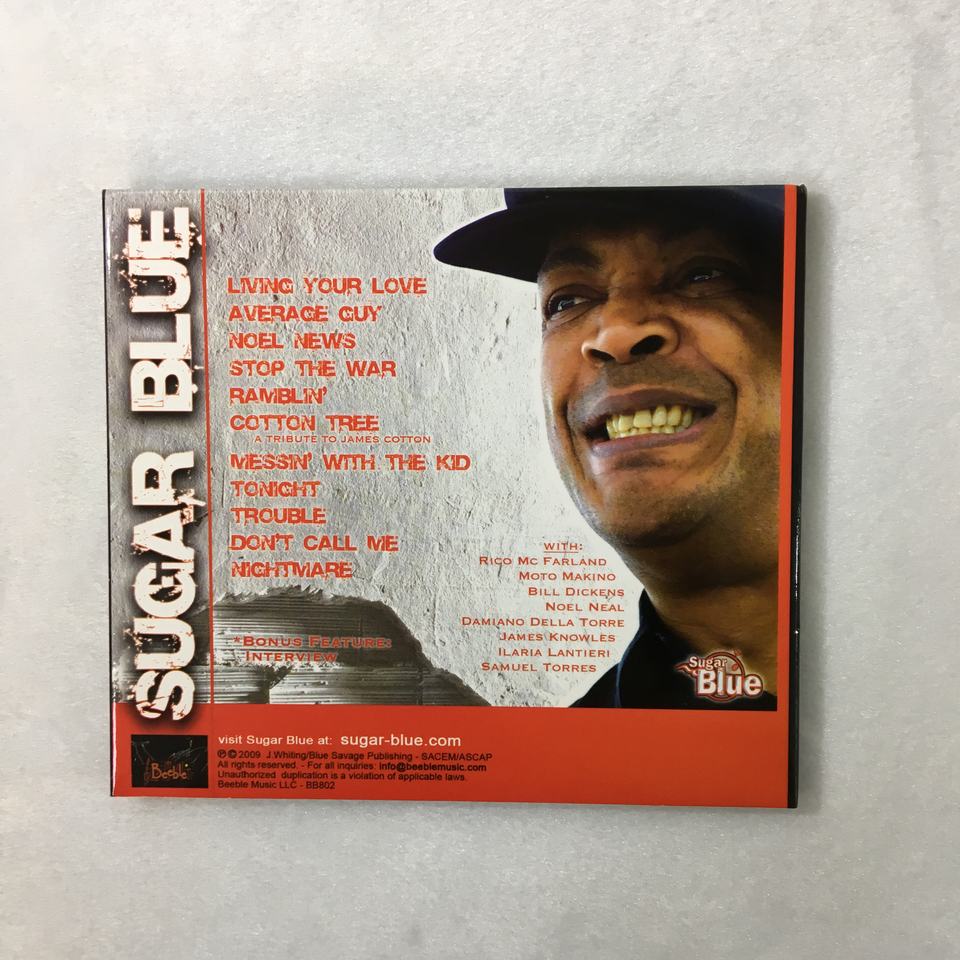 SUGAR BLUE
LIVING YOUR LOVE
AVERAGE GUY
NOEL NEWS
STOP THE WAR
RAMBLIN'
COTTON TREE
A TRIBUTE TO JAMES COTTON
MESSIN' WITH THE KID
TONIGHT
TROUBLE
DON'T CALL ME
NIGHTMARE
*BONUS FEATURE:
INTERVIEW
WITH:
RICO MC FARLAND
MOTO MAKINO
BILL DICKENS
NOEL NEAL
DAMIANO DELLA TORRE
JAMES KNOWLES
ILARIA LANTIERI
SAMUEL TORRES
Sugar
Blue
Beeble
visit Sugar Blue at: sugar-blue.com
℗ © 2009 J.Whiting/Blue Savage Publishing - SACEM/ASCAP
All rights reserved. - For all inquiries: info@beeblemusic.com
Unauthorized duplication is a violation of applicable laws.
Beeble Music LLC - BB802